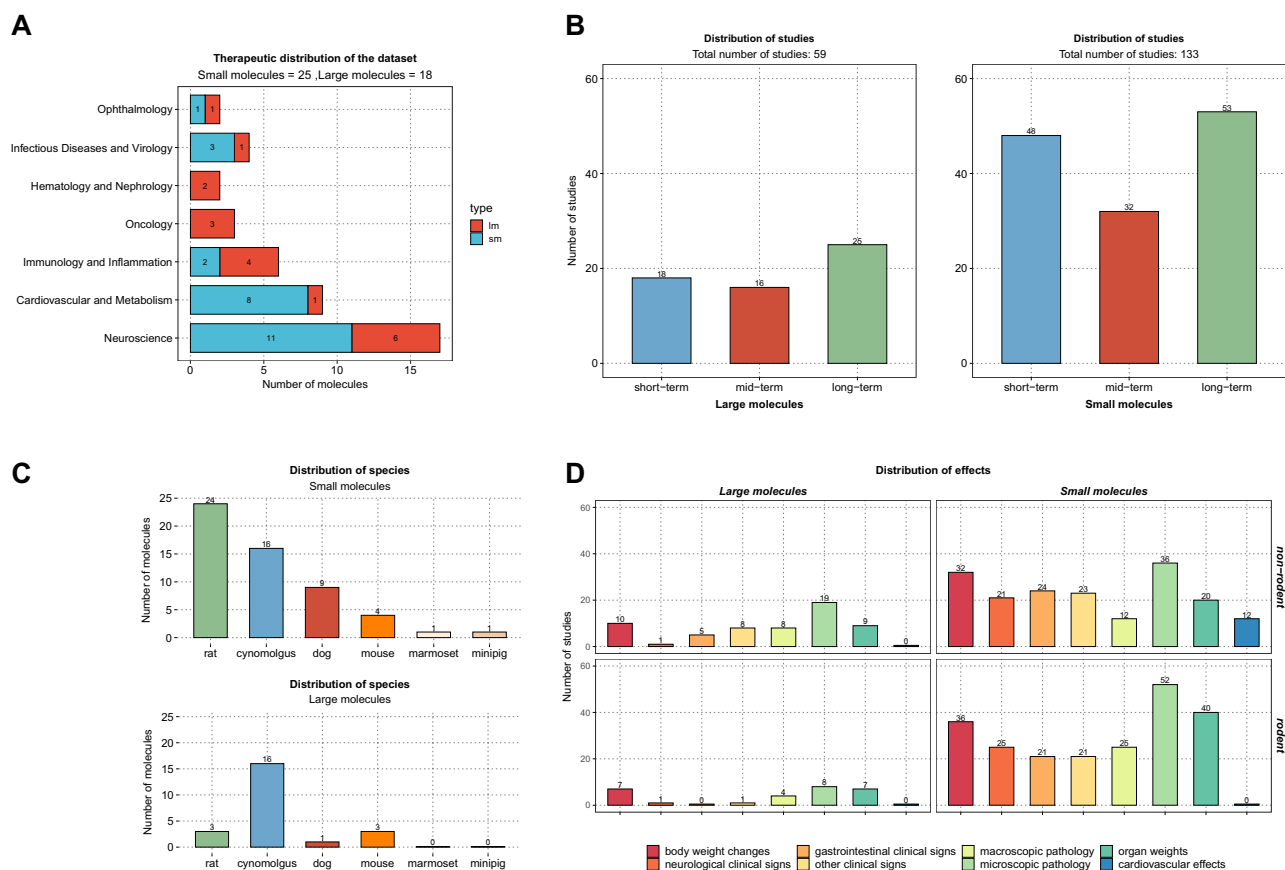 A
Therapeutic distribution of the dataset
Small molecules = 25 ,Large molecules = 18
Ophthalmology
1 1
Infectious Diseases and Virology
3 1
Hematology and Nephrology
2
Oncology
3
Immunology and Inflammation
2 4
Cardiovascular and Metabolism
8 1
Neuroscience
11 6
0 5 10 15
Number of molecules
type
lm
sm
B
Distribution of studies
Total number of studies: 59
Number of studies
60
40
20
0
18 16 25
short−term mid−term long−term
Large molecules
Distribution of studies
Total number of studies: 133
60
40
20
0
48 32 53
short−term mid−term long−term
Small molecules
C
Distribution of species
Small molecules
Number of molecules
25
20
15
10
5
0
24 16 9 4 1 1
rat cynomolgus dog mouse marmoset minipig
Distribution of species
Large molecules
Number of molecules
25
20
15
10
5
0
3 16 1 3 0 0
rat cynomolgus dog mouse marmoset minipig
D
Distribution of effects
Large molecules Small molecules
Number of studies
60
40
20
0
10 1 5 8 8 19 9 0
32 21 24 23 12 36 20 12
non−rodent
60
40
20
0
7 1 0 1 4 8 7 0
36 25 21 21 25 52 40 0
rodent
body weight changes gastrointestinal clinical signs macroscopic pathology organ weights
neurological clinical signs other clinical signs microscopic pathology cardiovascular effects